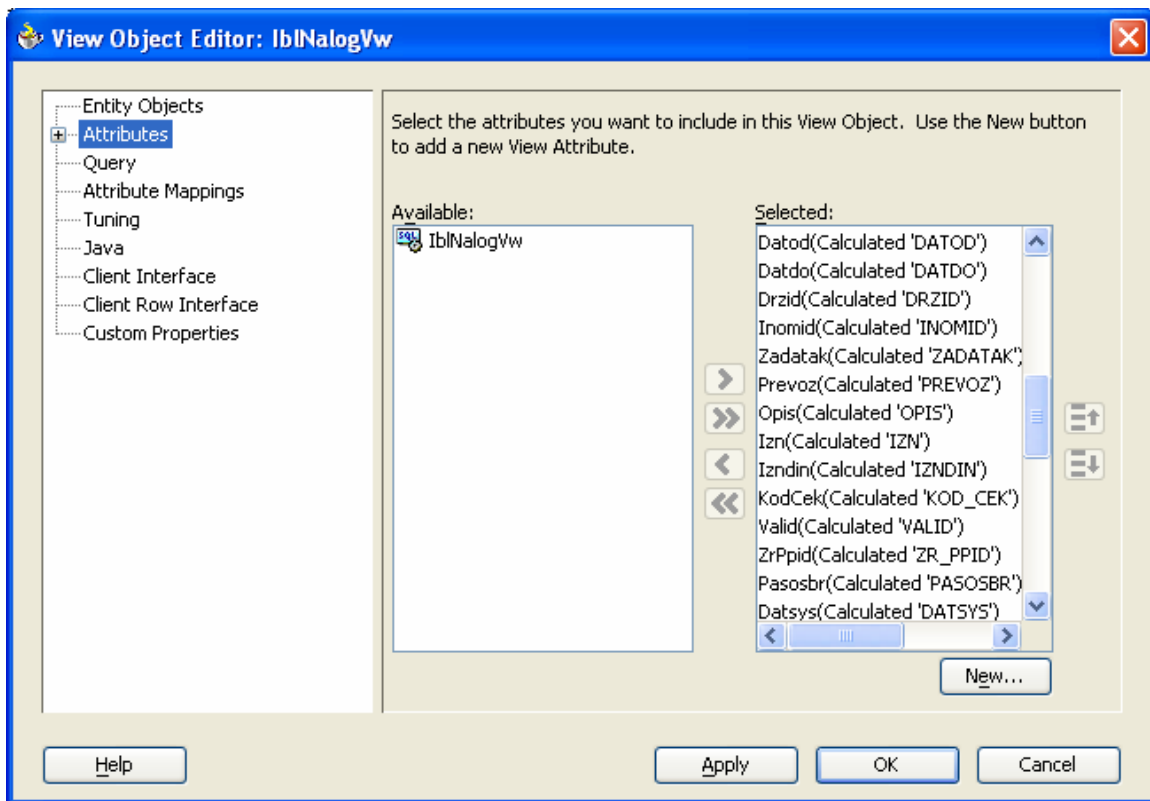 View Object Editor: IblNalogVw
Entity Objects
Attributes
Query
Attribute Mappings
Tuning
Java
Client Interface
Client Row Interface
Custom Properties
Select the attributes you want to include in this View Object. Use the New button
to add a new View Attribute.
Available:
SQL IblNalogVw
Selected:
Datod(Calculated 'DATOD')
Datdo(Calculated 'DATDO')
Drzid(Calculated 'DRZID')
Inomid(Calculated 'INOMID')
Zadatak(Calculated 'ZADATAK')
Prevoz(Calculated 'PREVOZ')
Opis(Calculated 'OPIS')
Izn(Calculated 'IZN')
Izndin(Calculated 'IZNDIN')
KodCek(Calculated 'KOD_CEK')
Valid(Calculated 'VALID')
ZrPpid(Calculated 'ZR_PPID')
Pasosbr(Calculated 'PASOSBR')
Datsys(Calculated 'DATSYS')
New...
Help
Apply
OK
Cancel